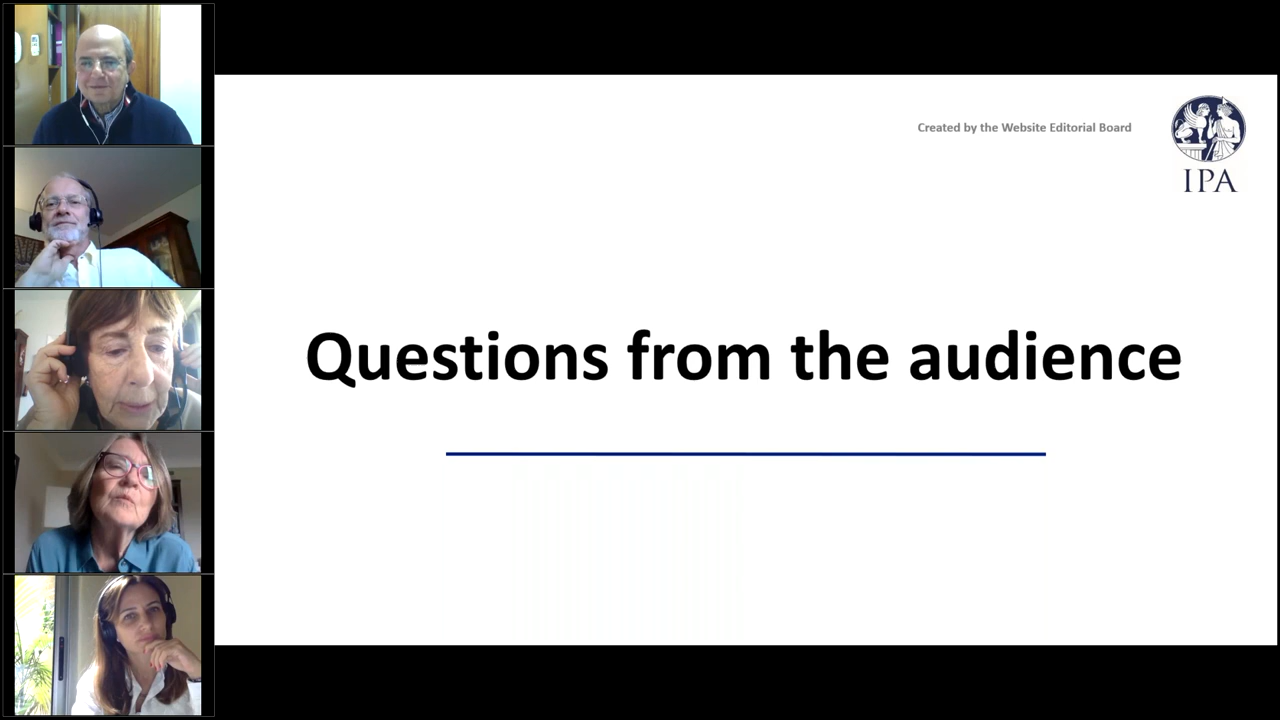 Created by the Website Editorial Board
IPA
Questions from the audience